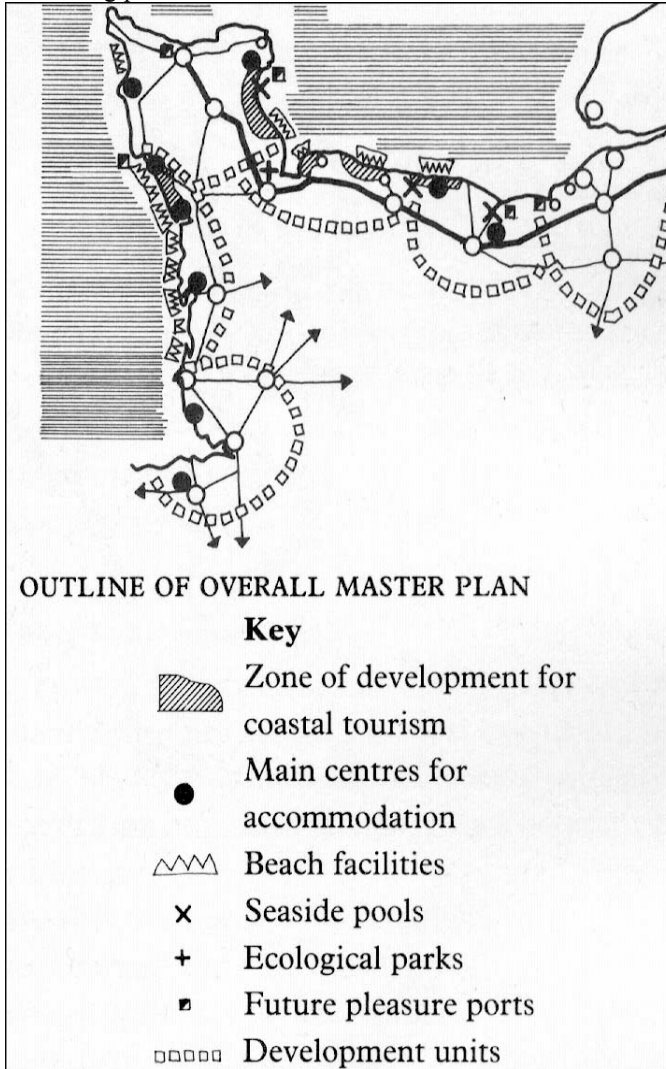 OUTLINE OF OVERALL MASTER PLAN
Key
Zone of development for
coastal tourism
Main centres for
accommodation
Beach facilities
Seaside pools
Ecological parks
Future pleasure ports
Development units